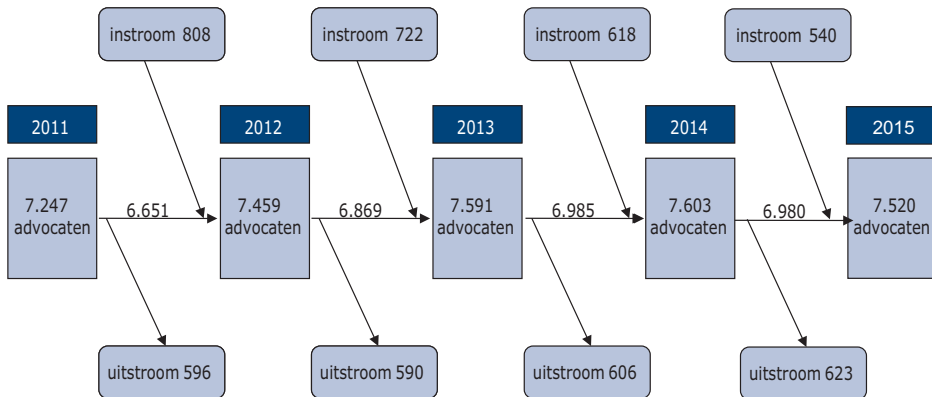 instroom 808
instroom 722
instroom 618
instroom 540
2011
2012
2013
2014
2015
7.247
advocaten
6.651
7.459
advocaten
6.869
7.591
advocaten
6.985
7.603
advocaten
6.980
7.520
advocaten
uitstroom 596
uitstroom 590
uitstroom 606
uitstroom 623